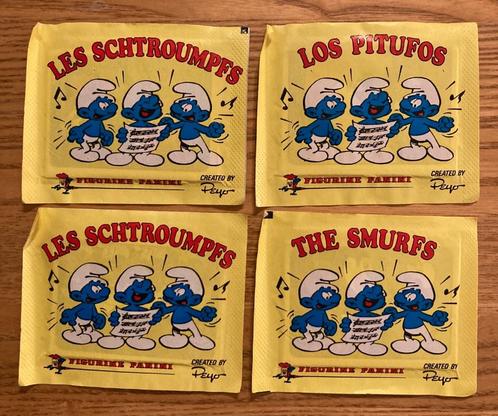 LES SCHTROUMPFS
FIGURINE PANINI
CREATED BY
Peyo
LOS PITUFOS
FIGURINE PANINI
CREATED BY
Peyo
LES SCHTROUMPFS
FIGURINE PANINI
CREATED BY
Peyo
THE SMURFS
FIGURINE PANINI
CREATED BY
Peyo